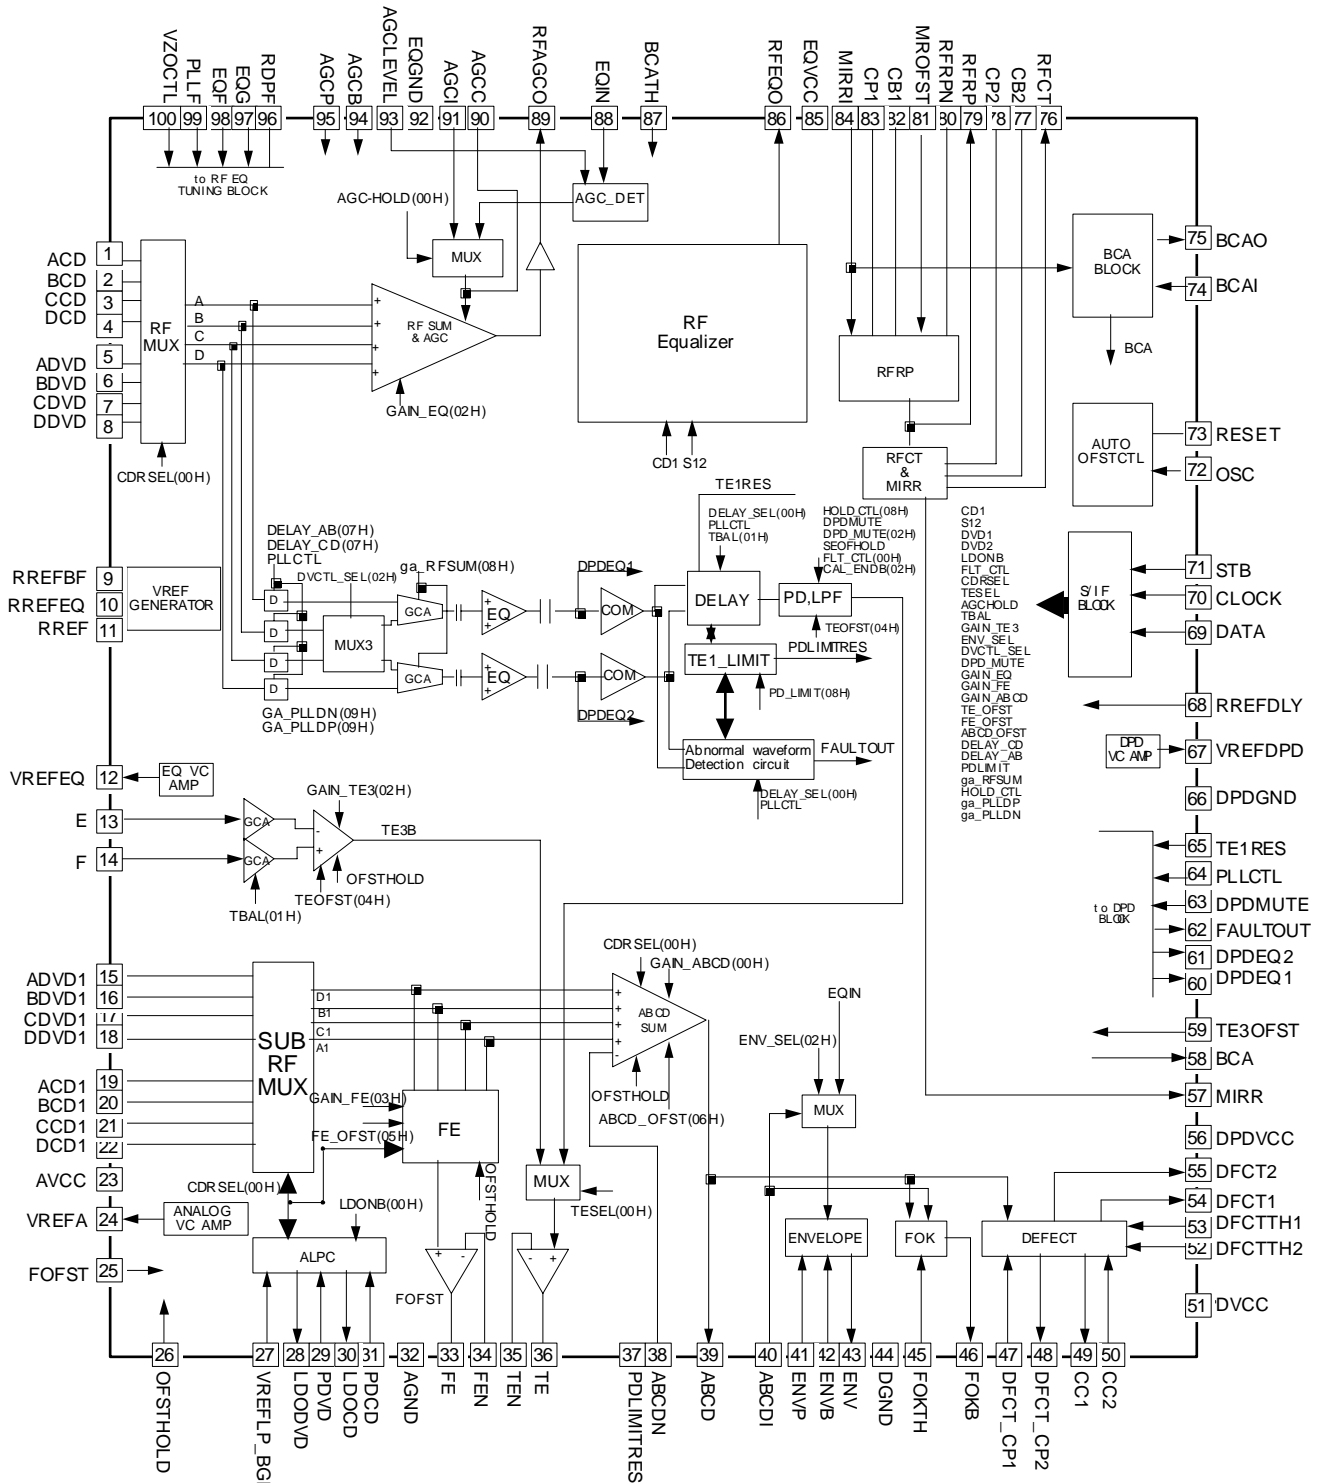 VZOCTL
PLLF
EQF
EQG
RDPF
AGCP
AGCB
AGCLEVEL
EQGND
AGCI
AGCC
RFAGCO
EQIN
BCATH
RFEQO
EQVCC
MIRRI
CP1
CB1
MROFST
RFRPN
RFRP
CP2
CB2
RFCT
100 99 98 97 96 95 94 93 92 91 90 89 88 87 86 85 84 83 82 81 80 79 78 77 76
to RF EQ
TUNING BLOCK
AGC-HOLD(00H)
AGC_DET
MUX
ACD 1
BCD 2
CCD 3
DCD 4
ADVD 5
BDVD 6
CDVD 7
DDVD 8
RF
MUX
A
B
C
D
+
+
+
+
RF SUM
& AGC
GAIN_EQ(02H)
CDRSEL(00H)
RF
Equalizer
CD1 S12
RFRP
RFCT
&
MIRR
BCA
BLOCK
BCA
75 BCAO
74 BCAI
AUTO
OFSTCTL
73 RESET
72 OSC
TE1RES
DELAY_SEL(00H)
PLLCTL
TBAL(01H)
HOLD_CTL(08H)
DPDMUTE
DPD_MUTE(02H)
SEOFHOLD
FLT_CTL(00H)
CAL_ENDB(02H)
DELAY_AB(07H)
DELAY_CD(07H)
PLLCTL
DVCTL_SEL(02H)
ga_RFSUM(08H)
RREFBF 9
RREFEQ 10
RREF 11
VREF
GENERATOR
D
D
D
D
MUX3
GCA
GCA
+
EQ
+
+
EQ
+
DPDEQ1
COM
COM
DPDEQ2
DELAY
PD,LPF
TEOFST(04H)
TE1_LIMIT
PDLIMITRES
PD_LIMIT(08H)
Abnormal waveform
Detection circuit
FAULTOUT
DELAY_SEL(00H)
PLLCTL
GA_PLLDN(09H)
GA_PLLDP(09H)
CD1
S12
DVD1
DVD2
LDONB
FLT_CTL
CDRSEL
TESEL
AGCHOLD
TBAL
GAIN_TE3
ENV_SEL
DVCTL_SEL
DPD_MUTE
GAIN_EQ
GAIN_FE
GAIN_ABCD
TE_OFST
FE_OFST
ABCD_OFST
DELAY_CD
DELAY_AB
PDLIMIT
ga_RFSUM
HOLD_CTL
ga_PLLDP
ga_PLLDN
S/IF
BLOCK
71 STB
70 CLOCK
69 DATA
68 RREFDLY
DPD
VC AMP
67 VREFDPD
66 DPDGND
VREFEQ 12
EQ VC
AMP
GAIN_TE3(02H)
E 13
F 14
GCA
GCA
-
+
TE3B
OFSTHOLD
TEOFST(04H)
TBAL(01H)
to DPD
BLOCK
65 TE1RES
64 PLLCTL
63 DPDMUTE
62 FAULTOUT
61 DPDEQ2
60 DPDEQ1
59 TE3OFST
58 BCA
57 MIRR
56 DPDVCC
55 DFCT2
54 DFCT1
53 DFCTTH1
52 DFCTTH2
51 DVCC
ADVD1 15
BDVD1 16
CDVD1 17
DDVD1 18
ACD1 19
BCD1 20
CCD1 21
DCD1 22
AVCC 23
VREFA 24
FOFST 25
SUB
RF
MUX
D1
B1
C1
A1
CDRSEL(00H)
GAIN_ABCD(00H)
+
+
+
+
-
ABCD
SUM
OFSTHOLD
ABCD_OFST(06H)
GAIN_FE(03H)
FE_OFST(05H)
FE
OFSTHOLD
CDRSEL(00H)
LDONB(00H)
ANALOG
VC AMP
ALPC
+ -
FOFST
MUX
TESEL(00H)
- +
EQIN
ENV_SEL(02H)
MUX
ENVELOPE
FOK
DEFECT
26 27 28 29 30 31 32 33 34 35 36 37 38 39 40 41 42 43 44 45 46 47 48 49 50
OFSTHOLD
VREFLP_BG
LDODVD
PDVD
LDOCD
PDCD
AGND
FE
FEN
TEN
TE
PDLIMITRES
ABCDN
ABCD
ABCDI
ENVP
ENVB
ENV
DGND
FOKTH
FOKB
DFCT_CP1
DFCT_CP2
CC1
CC2